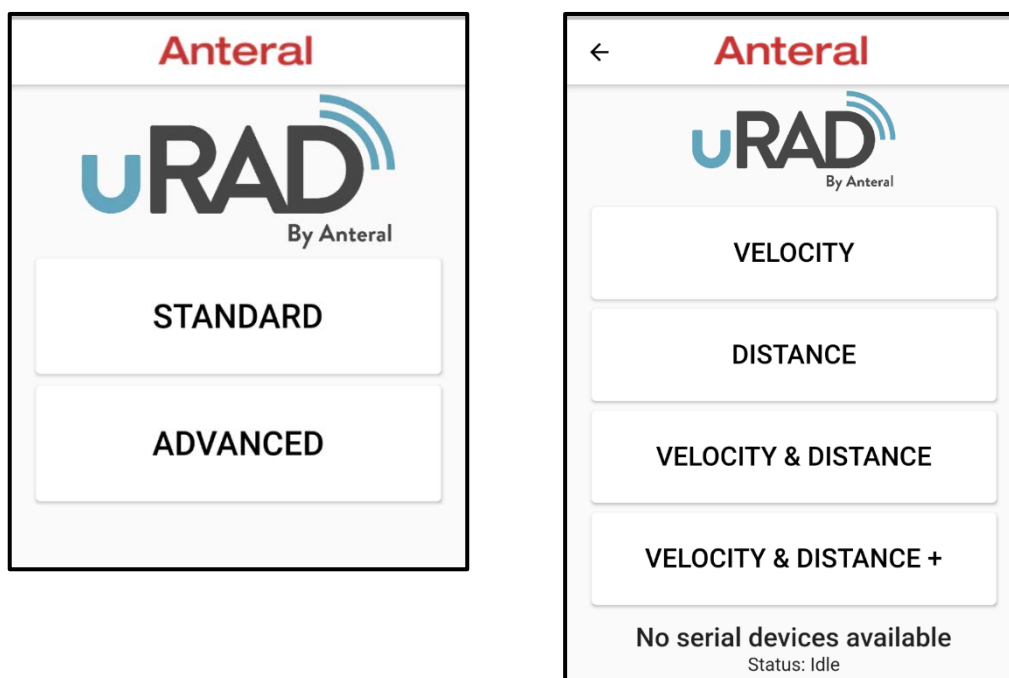 Anteral
uRAD
By Anteral
STANDARD
ADVANCED
Anteral
uRAD
By Anteral
VELOCITY
DISTANCE
VELOCITY & DISTANCE
VELOCITY & DISTANCE +
No serial devices available
Status: Idle